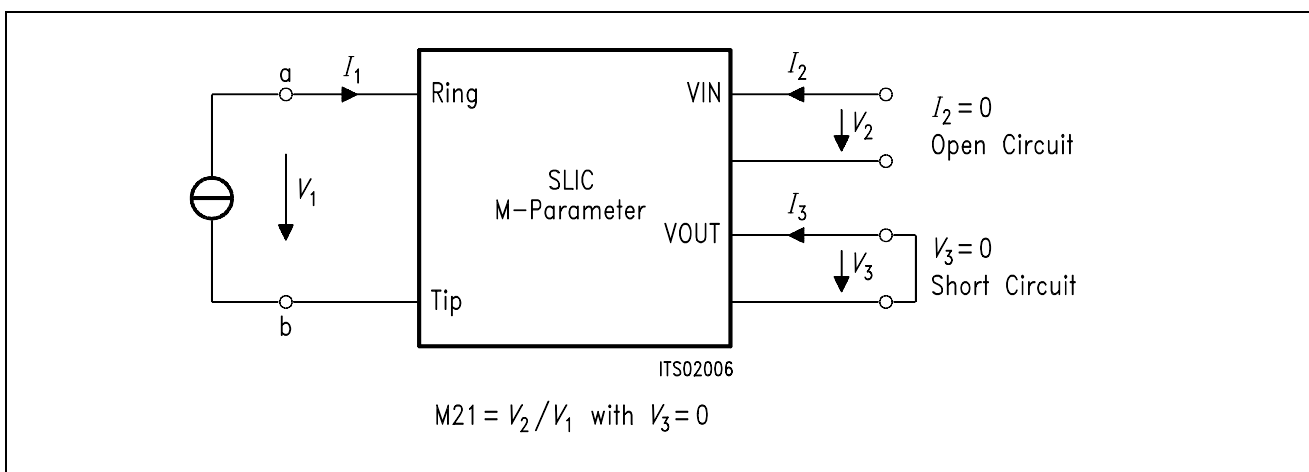 a
I1
Ring
VIN
I2
V2
I2 = 0
Open Circuit
V1
SLIC
M-Parameter
VOUT
I3
V3
V3 = 0
Short Circuit
b
Tip
ITS02006
M21 = V2/V1 with V3 = 0